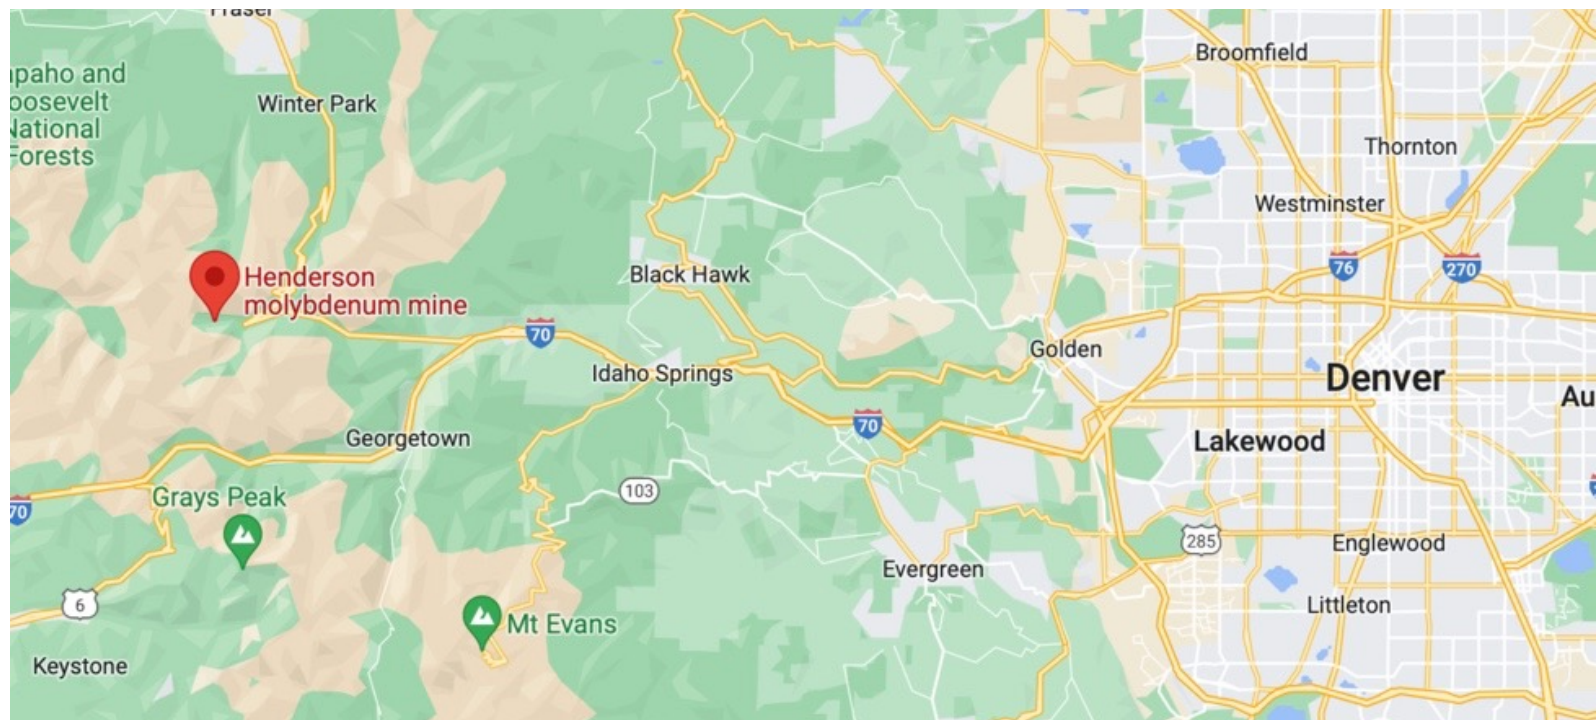 Fraser
Broomfield
apaho and
oosevelt
National
Forests
Winter Park
Thornton
Westminster
76
270
Henderson
molybdenum mine
Black Hawk
70
Golden
Idaho Springs
Denver
Au
70
Georgetown
Lakewood
103
Grays Peak
70
285
Englewood
Evergreen
6
Littleton
Mt Evans
Keystone